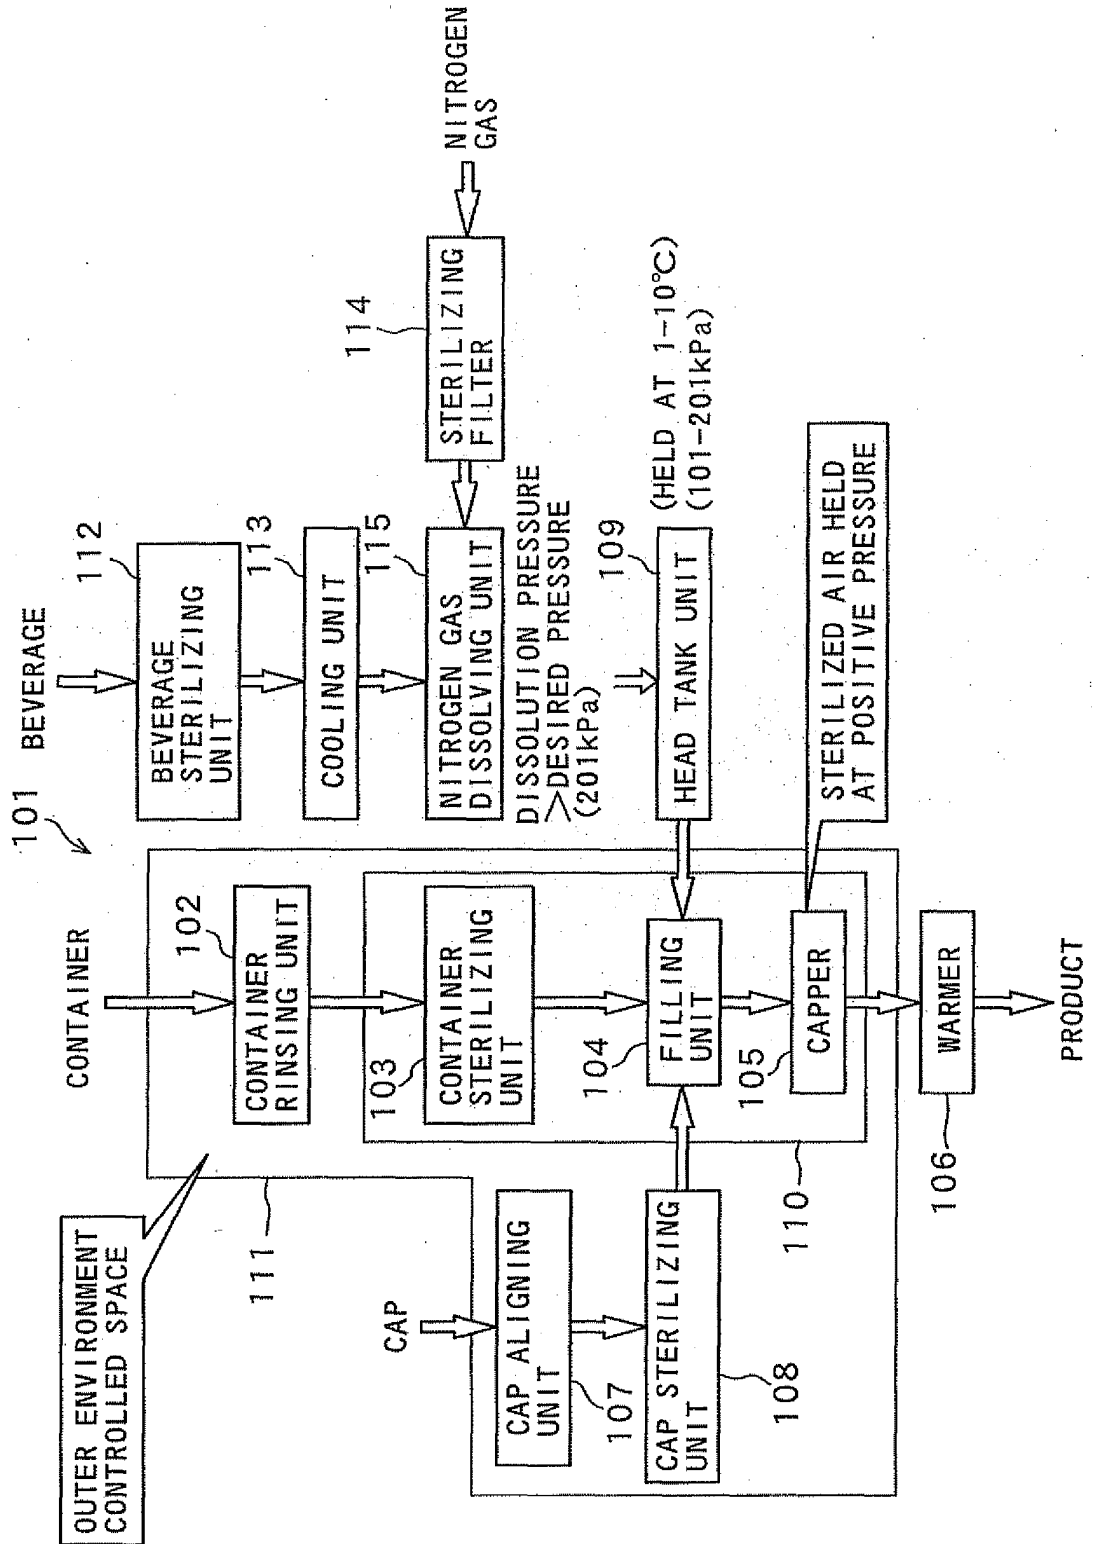 101
CONTAINER
BEVERAGE
OUTER ENVIRONMENT
CONTROLLED SPACE
111
102
CONTAINER
RINSING UNIT
112
BEVERAGE
STERILIZING
UNIT
113
COOLING UNIT
CAP
CAP ALIGNING
UNIT
107
103
CONTAINER
STERILIZING
UNIT
115
NITROGEN GAS
DISSOLVING UNIT
DISSOLUTION PRESSURE
>DESIRED PRESSURE
(201kPa)
114
STERILIZING
FILTER
NITROGEN
GAS
CAP STERILIZING
UNIT
108
104
FILLING
UNIT
109
HEAD TANK UNIT
(HELD AT 1-10℃)
(101-201kPa)
110
105
CAPPER
STERILIZED AIR HELD
AT POSITIVE PRESSURE
106
WARMER
PRODUCT